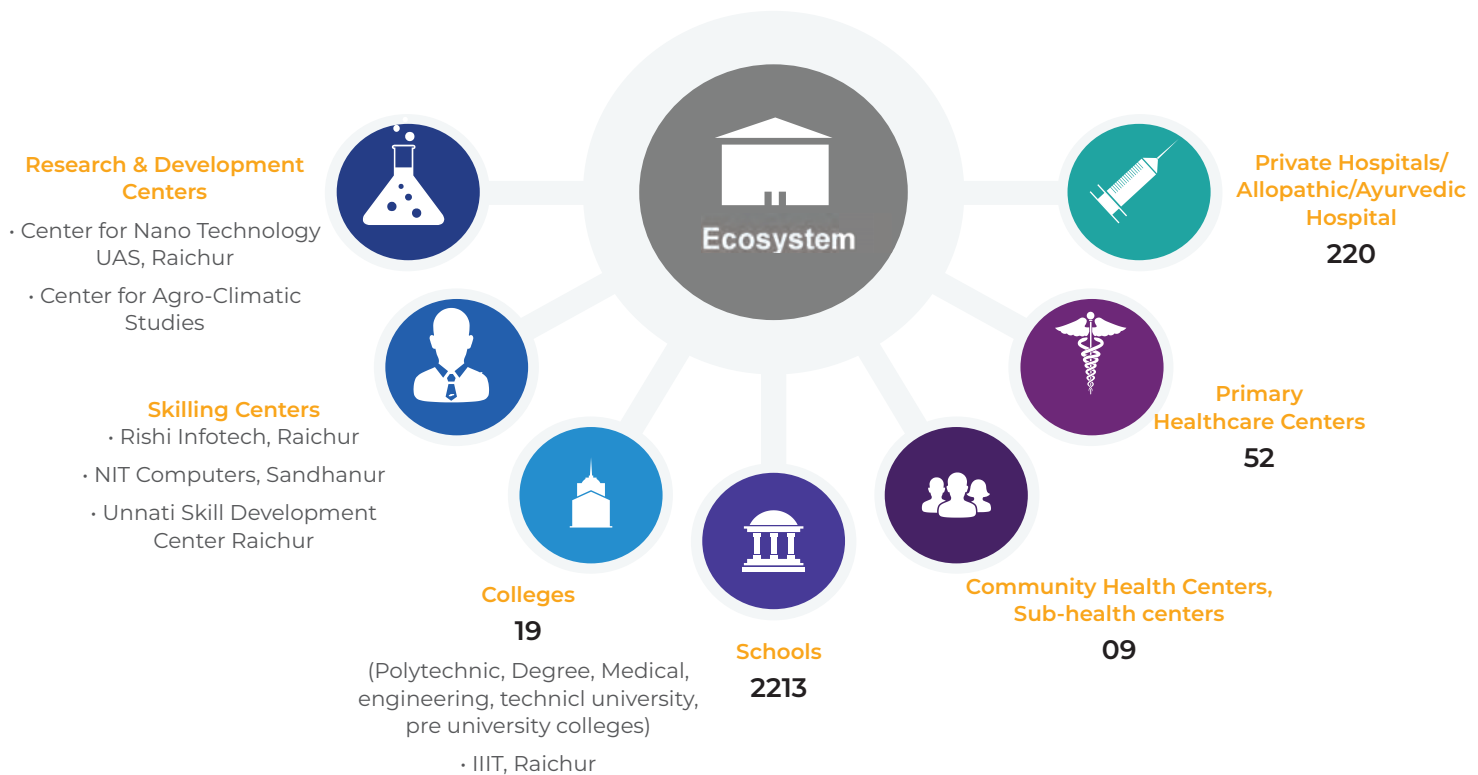 Ecosystem
Research & Development
Centers
· Center for Nano Technology
UAS, Raichur
· Center for Agro-Climatic
Studies
Skilling Centers
· Rishi Infotech, Raichur
· NIT Computers, Sandhanur
· Unnati Skill Development
Center Raichur
Colleges
19
(Polytechnic, Degree, Medical,
engineering, technicl university,
pre university colleges)
· IIIT, Raichur
Schools
2213
Community Health Centers,
Sub-health centers
09
Primary
Healthcare Centers
52
Private Hospitals/
Allopathic/Ayurvedic
Hospital
220